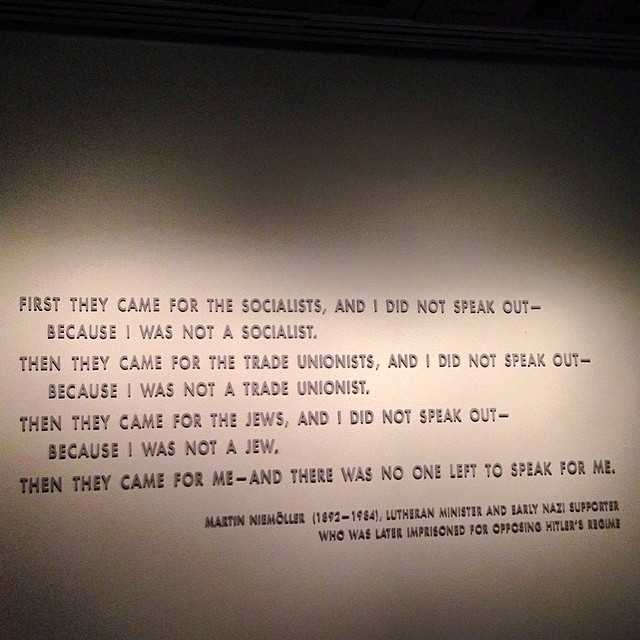 FIRST THEY CAME FOR THE SOCIALISTS, AND I DID NOT SPEAK OUT—
BECAUSE I WAS NOT A SOCIALIST.
THEN THEY CAME FOR THE TRADE UNIONISTS, AND I DID NOT SPEAK OUT—
BECAUSE I WAS NOT A TRADE UNIONIST.
THEN THEY CAME FOR THE JEWS, AND I DID NOT SPEAK OUT—
BECAUSE I WAS NOT A JEW.
THEN THEY CAME FOR ME—AND THERE WAS NO ONE LEFT TO SPEAK FOR ME.
MARTIN NIEMÖLLER (1892–1984), LUTHERAN MINISTER AND EARLY NAZI SUPPORTER
WHO WAS LATER IMPRISONED FOR OPPOSING HITLER'S REGIME